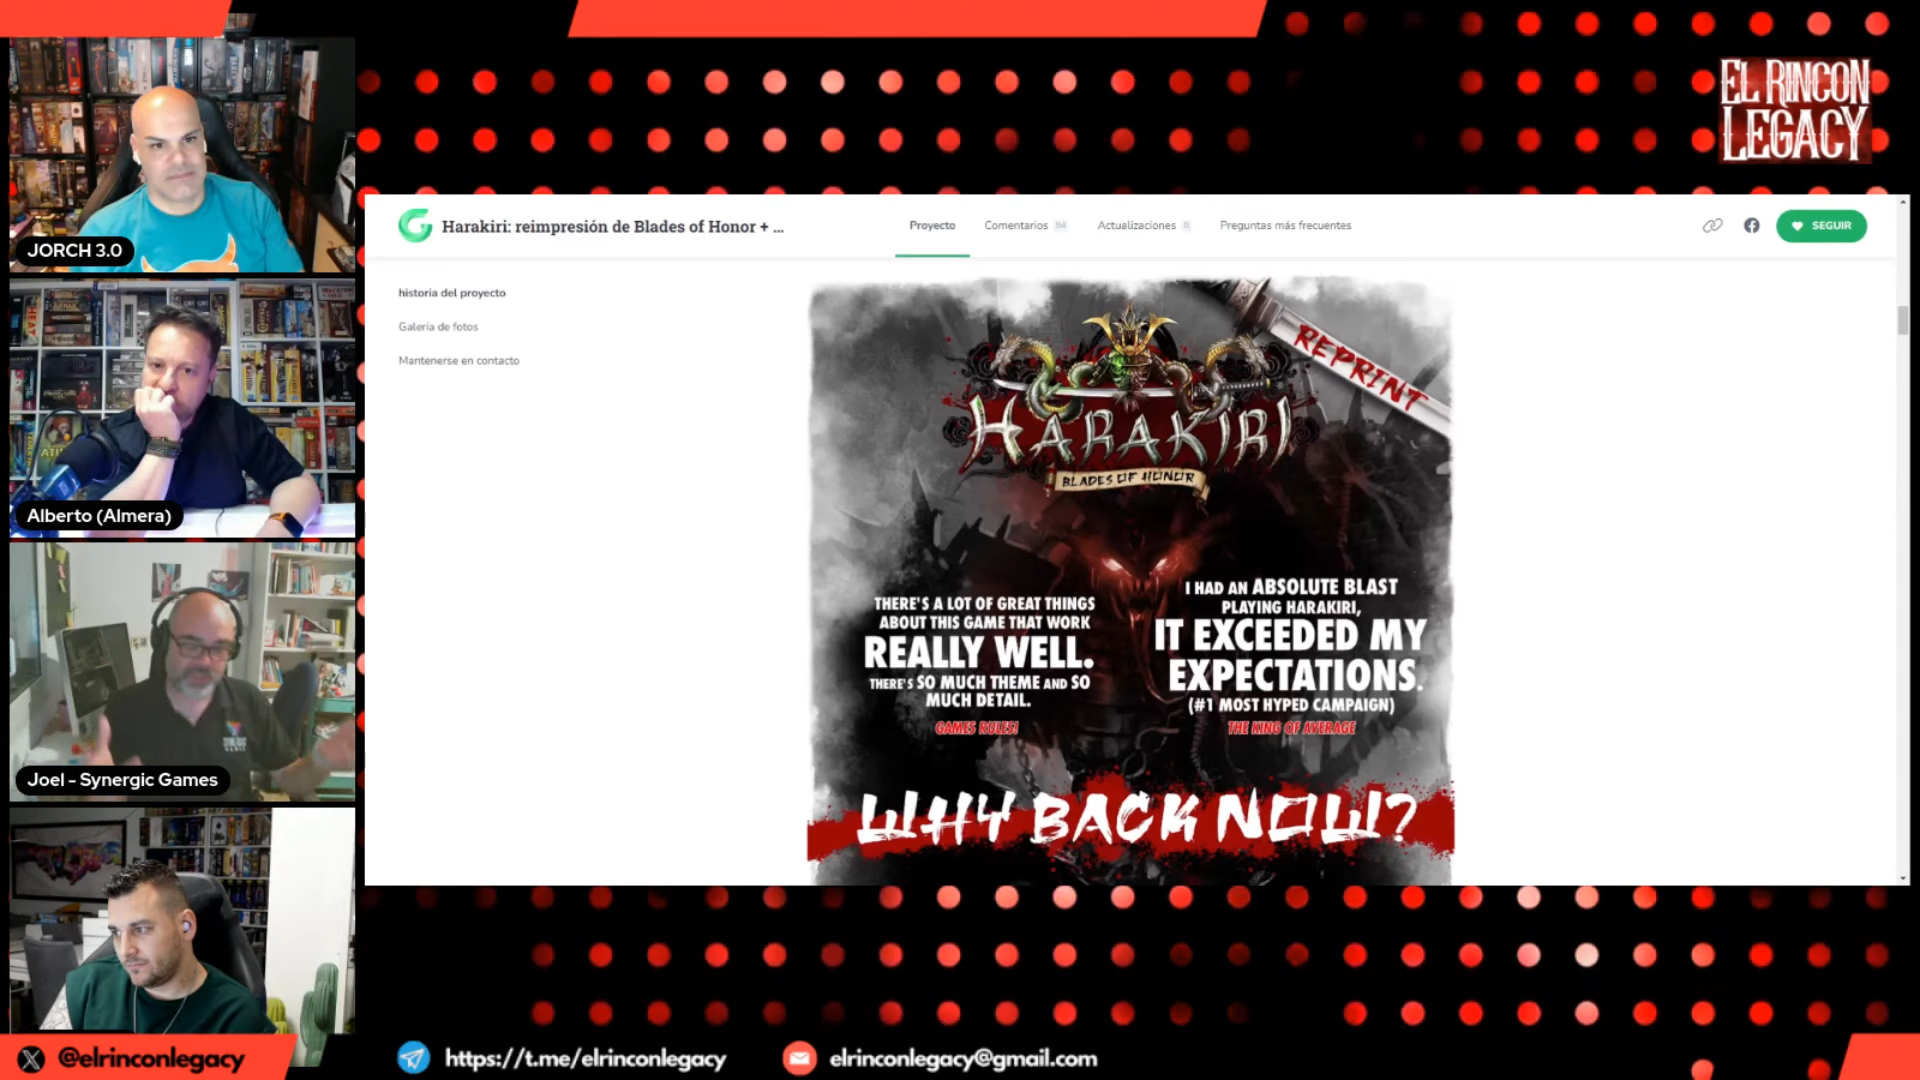 EL RINCON
LEGACY
JORCH 3.0
Alberto (Almera)
Joel - Synergic Games
Harakiri: reimpresión de Blades of Honor + ...
Proyecto
Comentarios 94
Actualizaciones 0
Preguntas más frecuentes
SEGUIR
historia del proyecto
Galería de fotos
Mantenerse en contacto
REPRINT
HARAKIRI
BLADES OF HONOR
THERE'S A LOT OF GREAT THINGS
ABOUT THIS GAME THAT WORK
REALLY WELL.
THERE'S SO MUCH THEME AND SO
MUCH DETAIL.
GAMES RULES!
I HAD AN ABSOLUTE BLAST
PLAYING HARAKIRI,
IT EXCEEDED MY
EXPECTATIONS.
(#1 MOST HYPED CAMPAIGN)
THE KING OF AVERAGE
WHY BACK NOW?
@elrinconlegacy
https://t.me/elrinconlegacy
elrinconlegacy@gmail.com